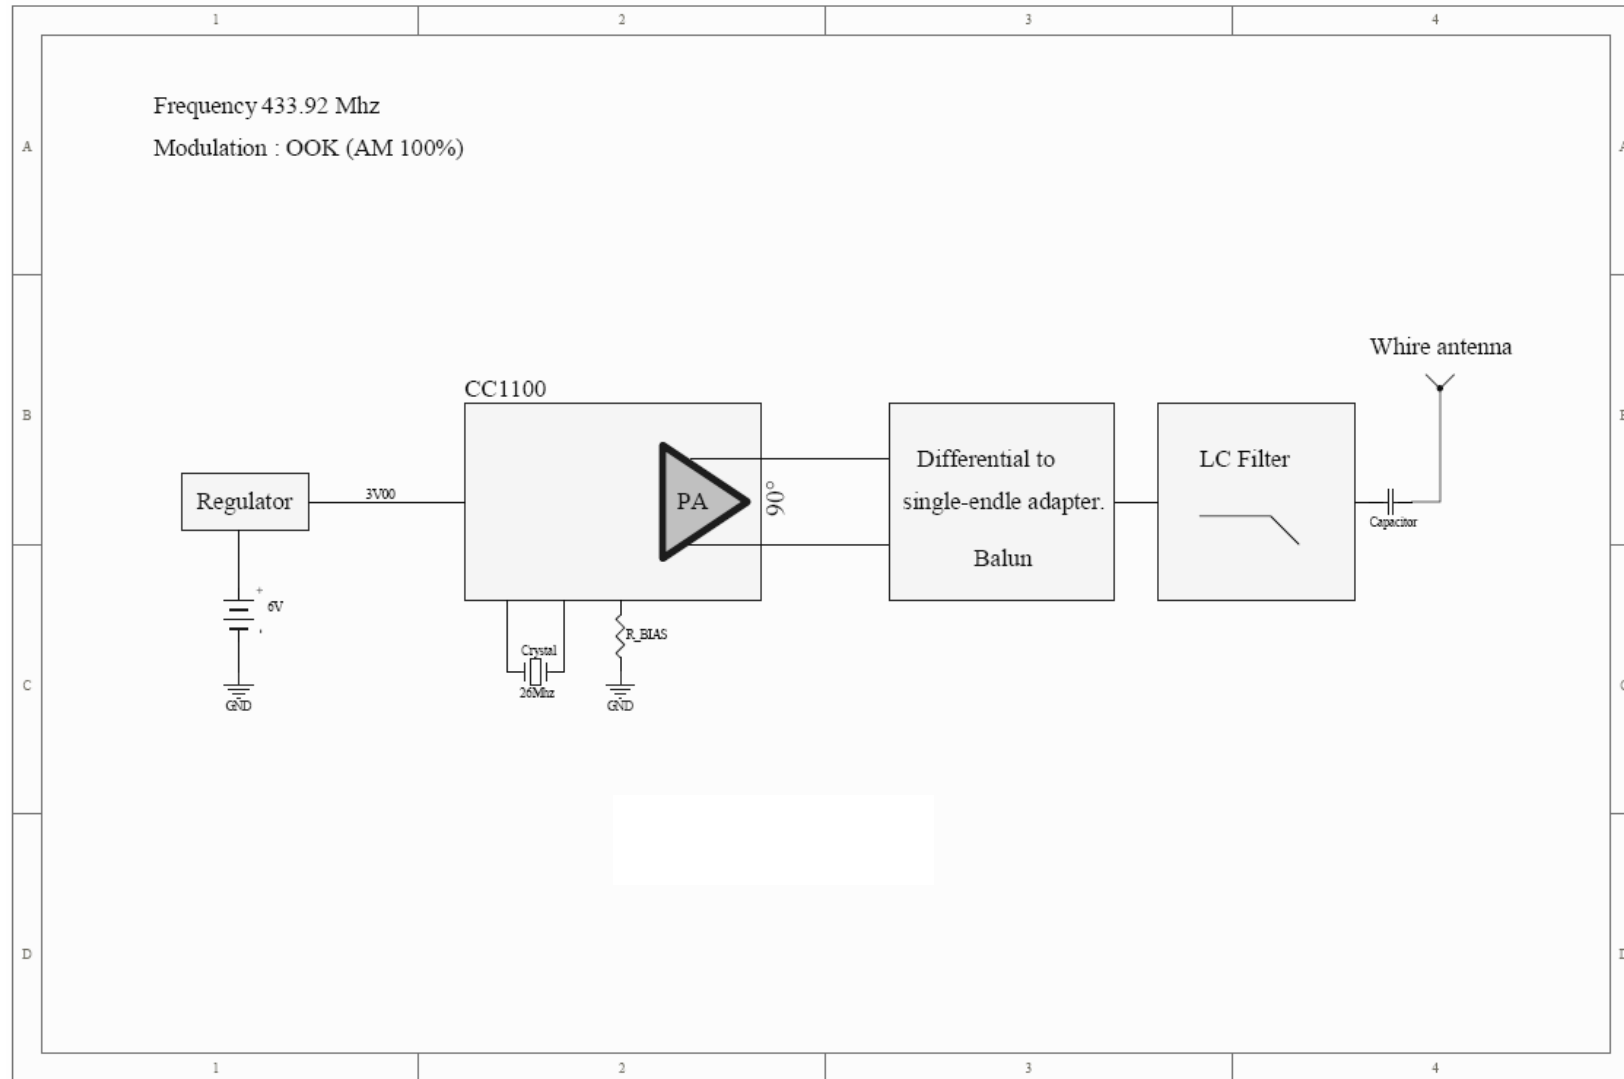 1 2 3 4
Frequency 433.92 Mhz
A
Modulation : OOK (AM 100%)
Whire antenna
CC1100
B
Differential to
LC Filter
Regulator
3V00
PA
90°
single-endle adapter.
Capacitor
Balun
+
6V
-
R_BIAS
Crystal
26Mhz
C
GND
GND
D
1 2 3 4